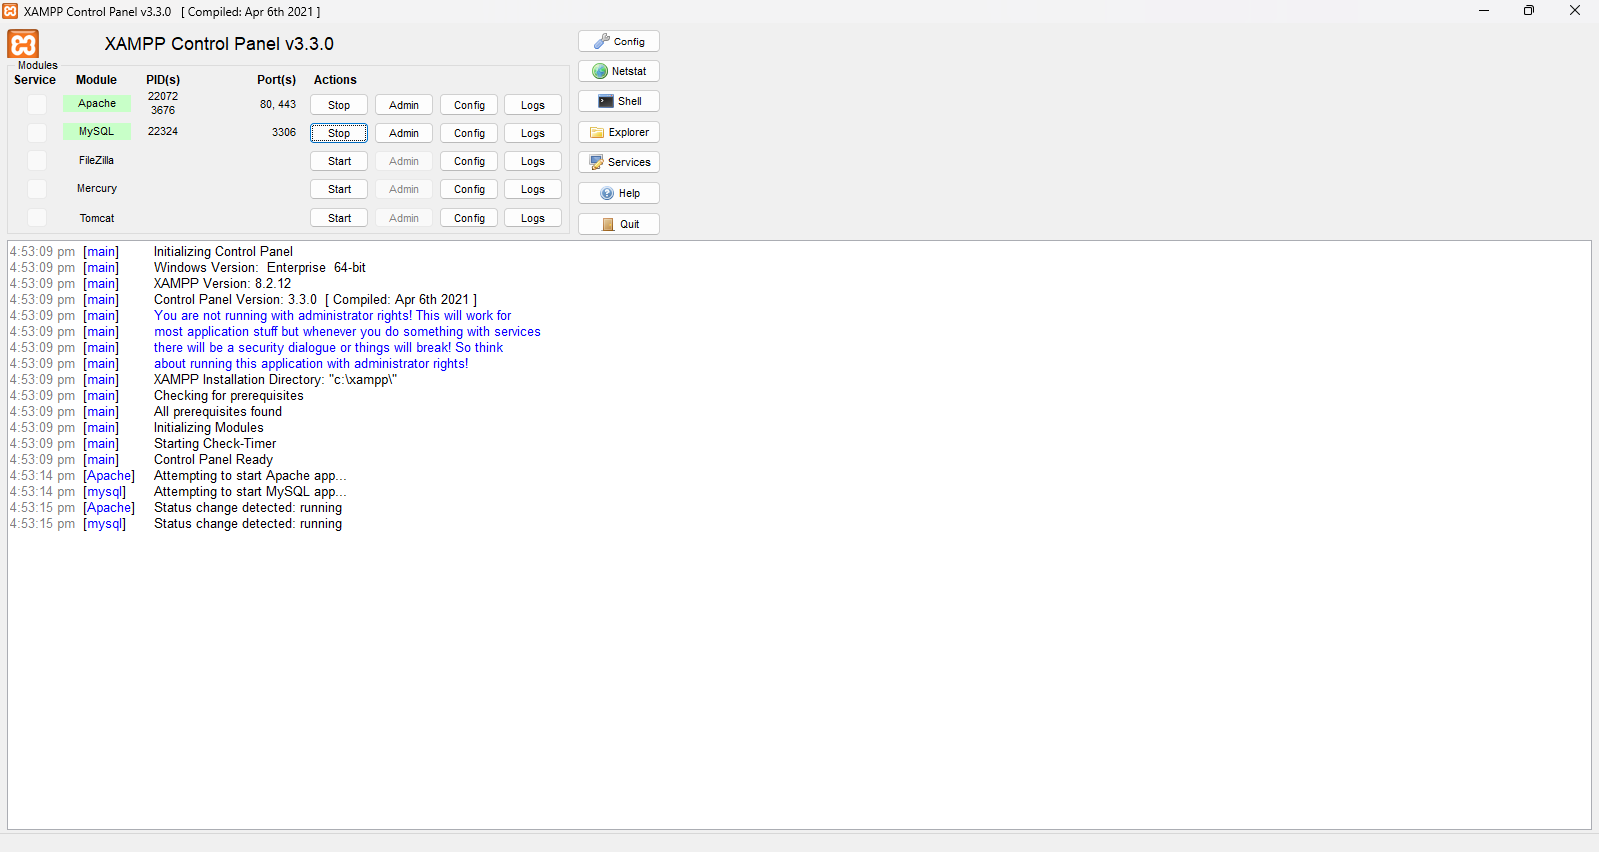 XAMPP Control Panel v3.3.0 [ Compiled: Apr 6th 2021 ]
XAMPP Control Panel v3.3.0
Config
Modules
Netstat
Service Module PID(s) Port(s) Actions
Apache 22072 3676 80, 443 Stop Admin Config Logs
Shell
MySQL 22324 3306 Stop Admin Config Logs
Explorer
FileZilla Start Admin Config Logs
Services
Mercury Start Admin Config Logs
Help
Tomcat Start Admin Config Logs
Quit
4:53:09 pm [main] Initializing Control Panel
4:53:09 pm [main] Windows Version: Enterprise 64-bit
4:53:09 pm [main] XAMPP Version: 8.2.12
4:53:09 pm [main] Control Panel Version: 3.3.0 [ Compiled: Apr 6th 2021 ]
4:53:09 pm [main] You are not running with administrator rights! This will work for
4:53:09 pm [main] most application stuff but whenever you do something with services
4:53:09 pm [main] there will be a security dialogue or things will break! So think
4:53:09 pm [main] about running this application with administrator rights!
4:53:09 pm [main] XAMPP Installation Directory: "c:\xampp\"
4:53:09 pm [main] Checking for prerequisites
4:53:09 pm [main] All prerequisites found
4:53:09 pm [main] Initializing Modules
4:53:09 pm [main] Starting Check-Timer
4:53:09 pm [main] Control Panel Ready
4:53:14 pm [Apache] Attempting to start Apache app...
4:53:14 pm [mysql] Attempting to start MySQL app...
4:53:15 pm [Apache] Status change detected: running
4:53:15 pm [mysql] Status change detected: running